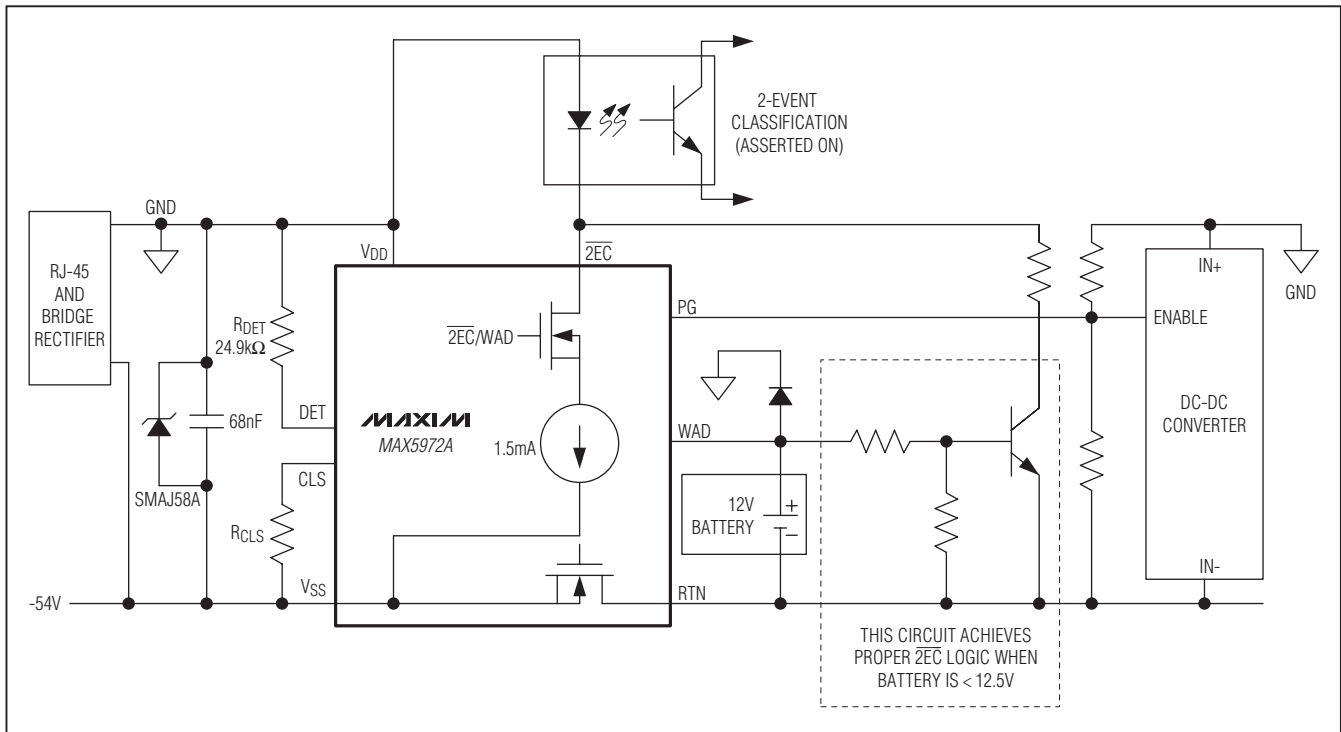 2-EVENT
CLASSIFICATION
(ASSERTED ON)
GND
RJ-45
AND
BRIDGE
RECTIFIER
VDD
2EC
IN+
GND
PG
ENABLE
RDET
24.9kΩ
2EC/WAD
DC-DC
CONVERTER
68nF
DET
MAXIM
MAX5972A
1.5mA
WAD
SMAJ58A
CLS
12V
BATTERY
+
−
RCLS
VSS
-54V
RTN
IN-
THIS CIRCUIT ACHIEVES
PROPER 2EC LOGIC WHEN
BATTERY IS < 12.5V